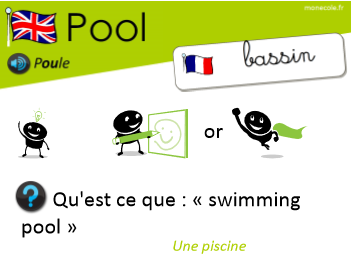 monecole.fr
Pool
bassin
Poule
or
Qu'est ce que : « swimming
pool »
Une piscine